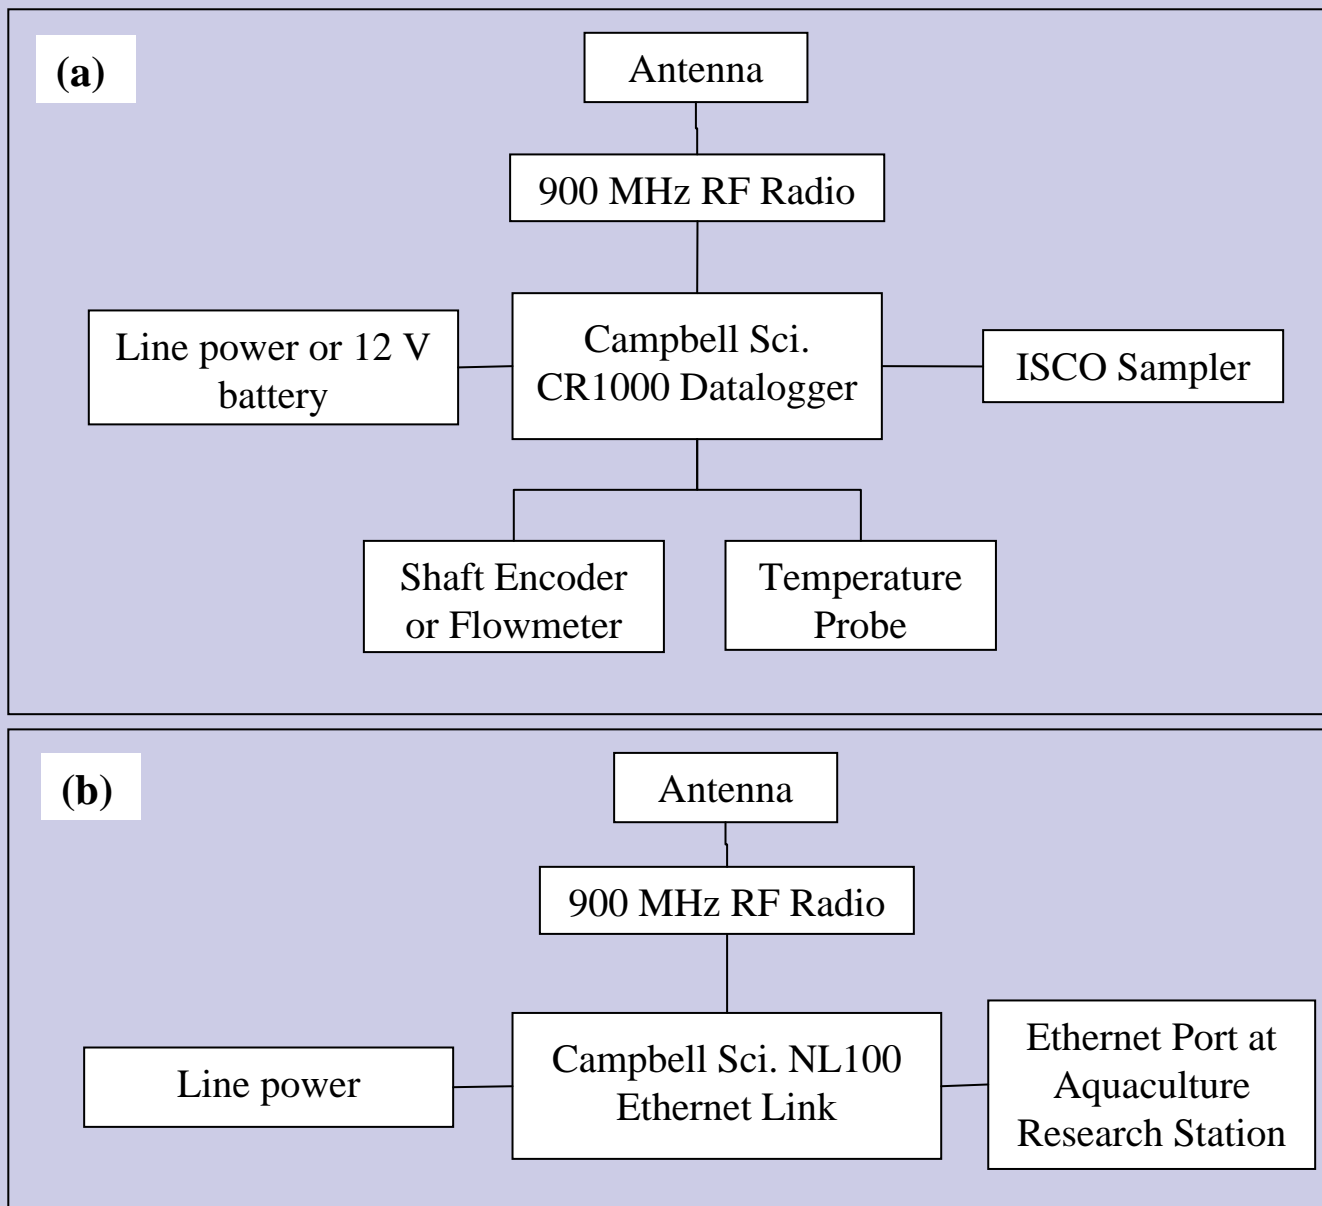 (a)
Antenna
900 MHz RF Radio
Line power or 12 V
battery
Campbell Sci.
CR1000 Datalogger
ISCO Sampler
Shaft Encoder
or Flowmeter
Temperature
Probe
(b)
Antenna
900 MHz RF Radio
Line power
Campbell Sci. NL100
Ethernet Link
Ethernet Port at
Aquaculture
Research Station